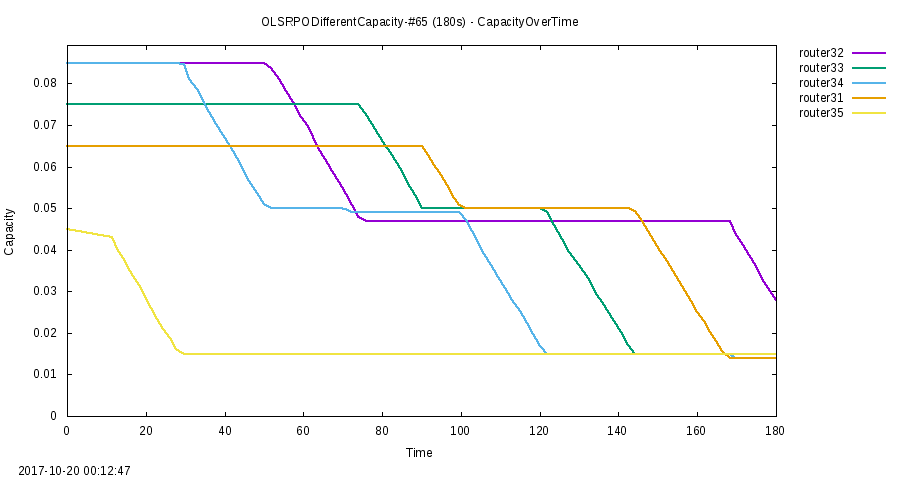 OLSRPODifferentCapacity-#65 (180s) - CapacityOverTime
router32
router33
router34
router31
router35
Capacity
0.08
0.07
0.06
0.05
0.04
0.03
0.02
0.01
0
0 20 40 60 80 100 120 140 160 180
Time
2017-10-20 00:12:47